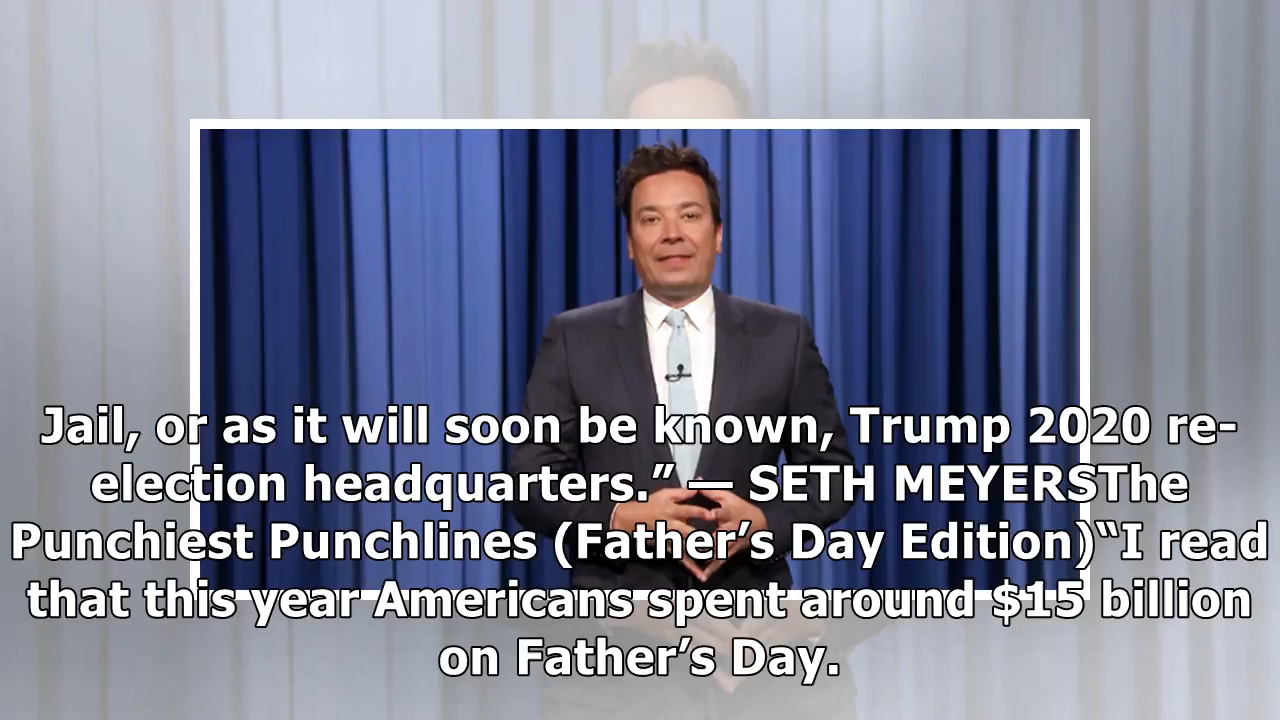 Jail, or as it will soon be known, Trump 2020 re-
election headquarters.” — SETH MEYERSThe
Punchiest Punchlines (Father’s Day Edition)“I read
that this year Americans spent around $15 billion
on Father’s Day.